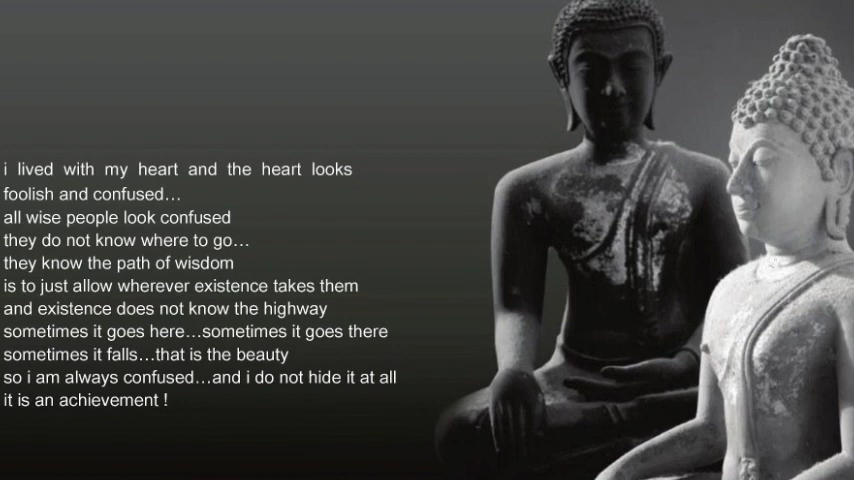 i lived with my heart and the heart looks
foolish and confused…
all wise people look confused
they do not know where to go…
they know the path of wisdom
is to just allow wherever existence takes them
and existence does not know the highway
sometimes it goes here…sometimes it goes there
sometimes it falls…that is the beauty
so i am always confused…and i do not hide it at all
it is an achievement !